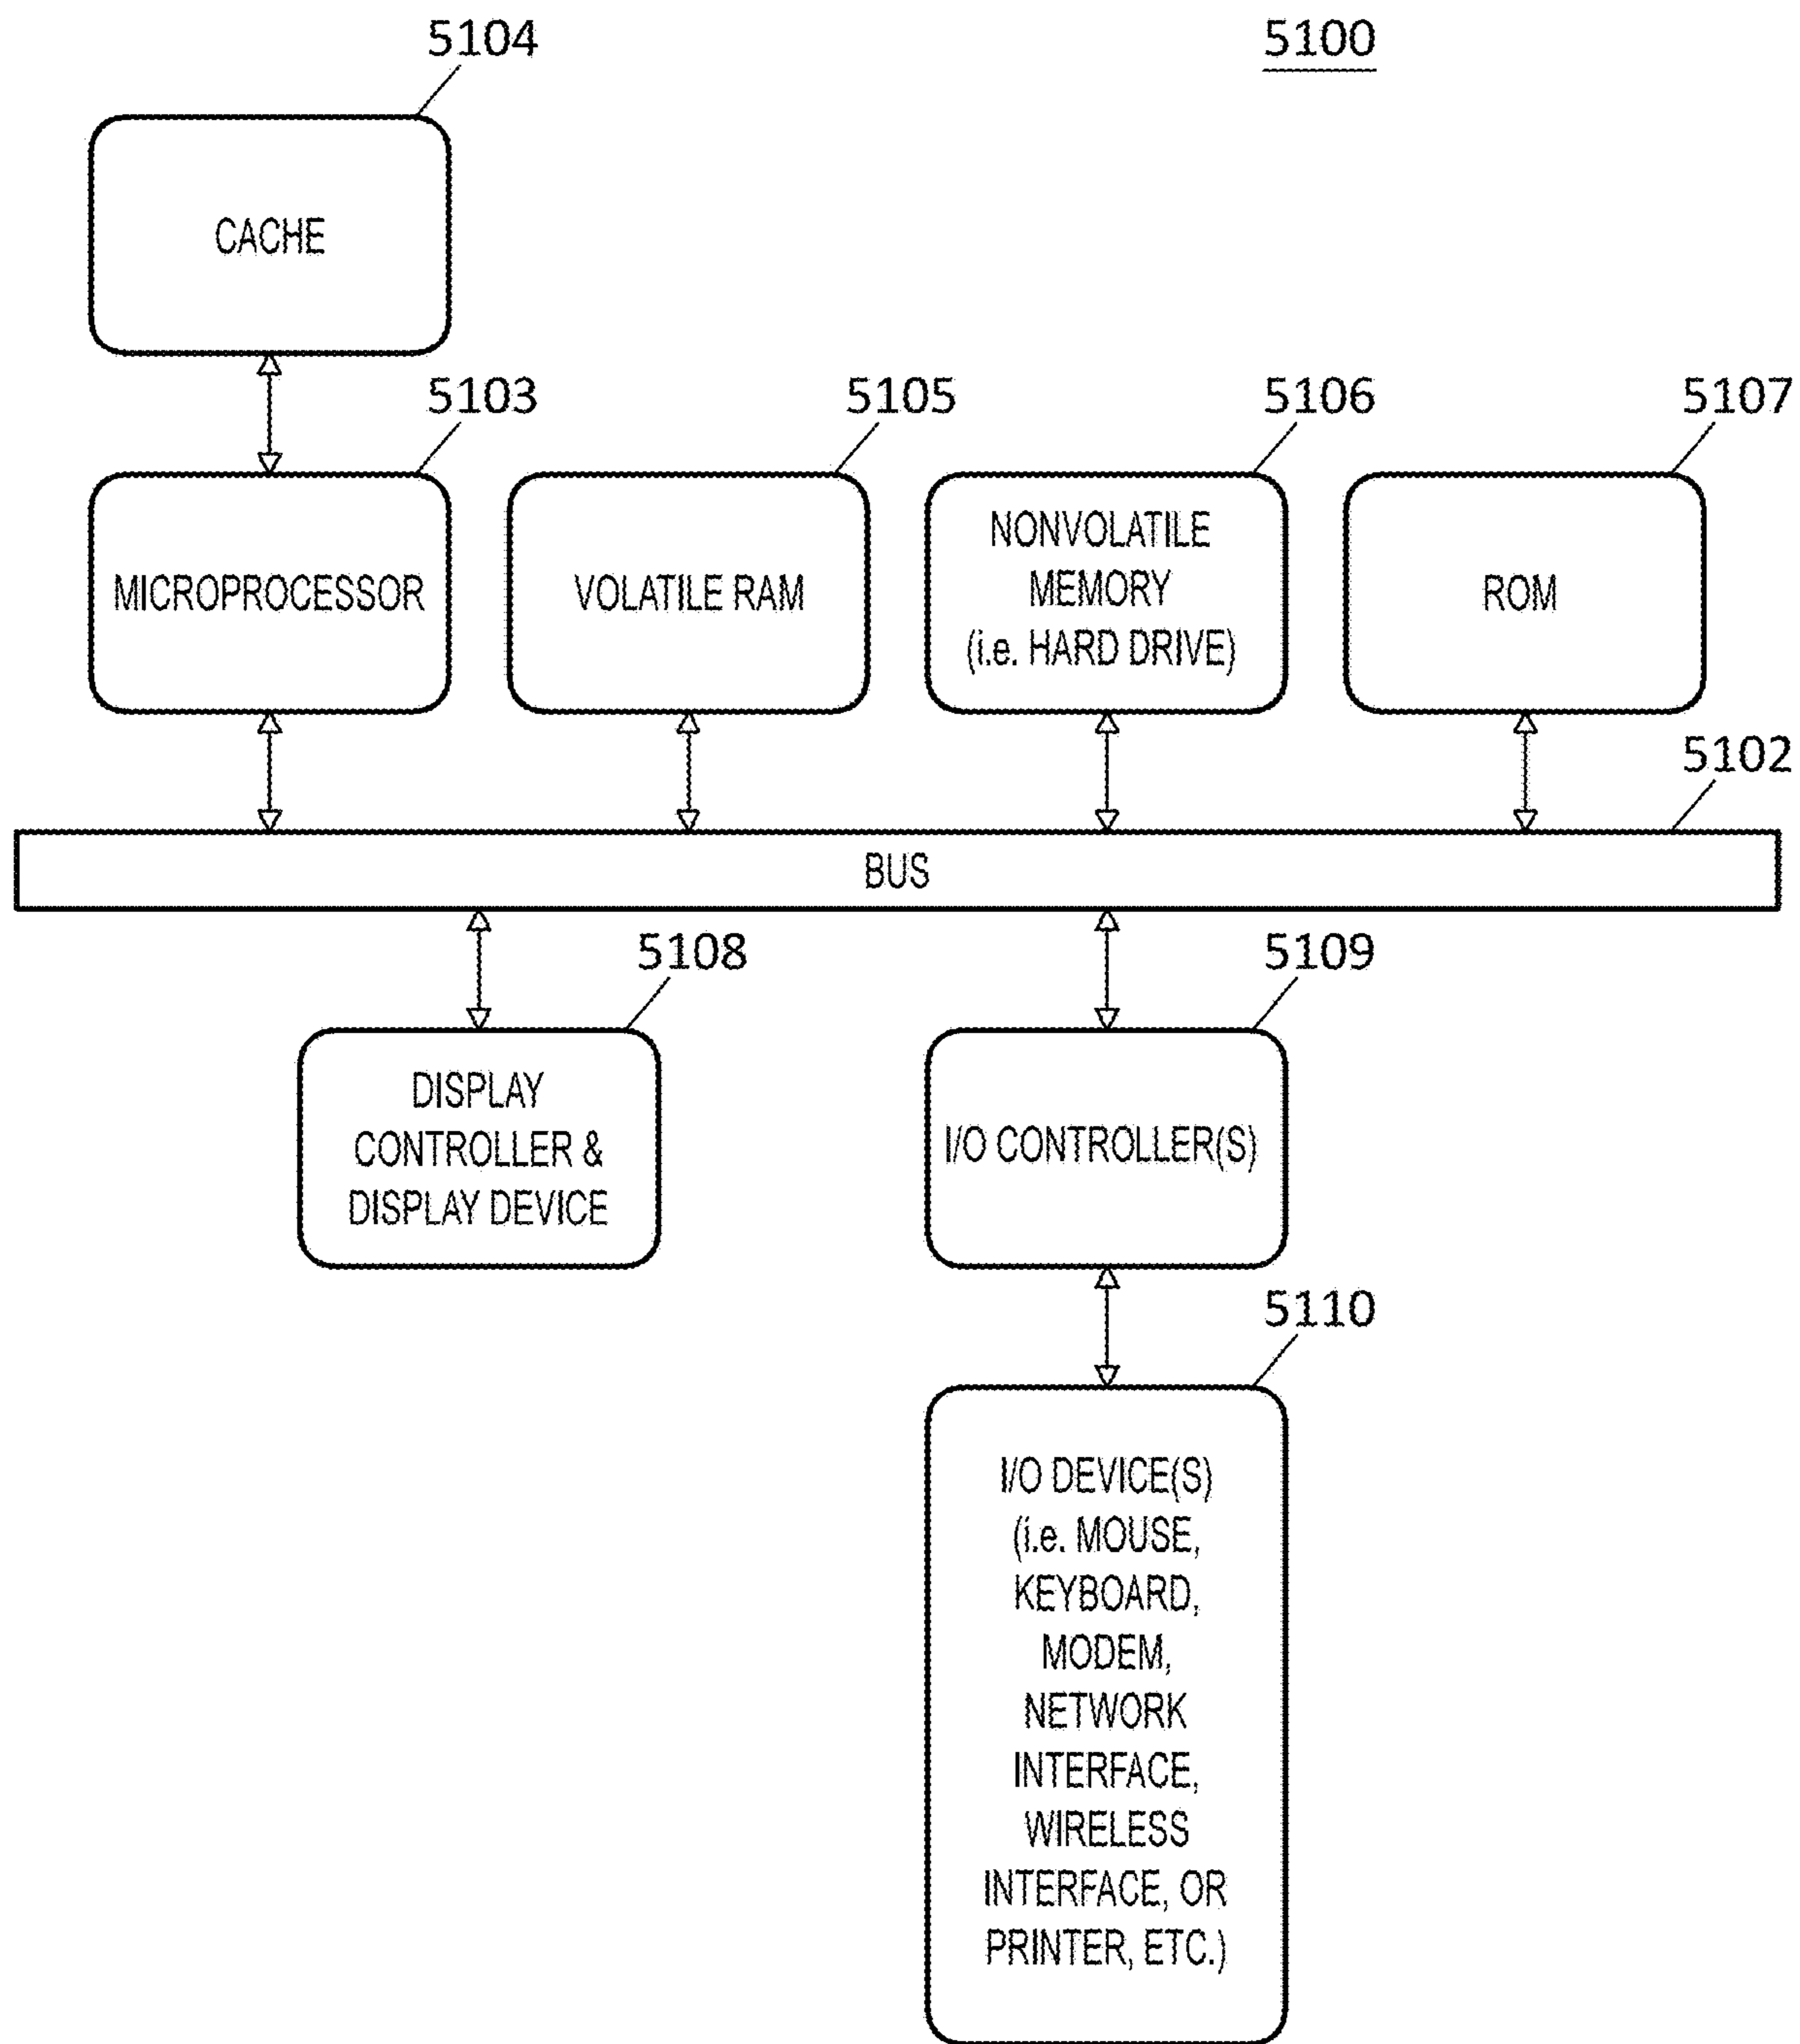 5104
5100
CACHE
5103
5105
5106
5107
MICROPROCESSOR
VOLATILE RAM
NONVOLATILE
MEMORY
(i.e. HARD DRIVE)
ROM
5102
BUS
5108
5109
DISPLAY
CONTROLLER &
DISPLAY DEVICE
I/O CONTROLLER(S)
5110
I/O DEVICE(S)
(i.e. MOUSE,
KEYBOARD,
MODEM,
NETWORK
INTERFACE,
WIRELESS
INTERFACE, OR
PRINTER, ETC.)